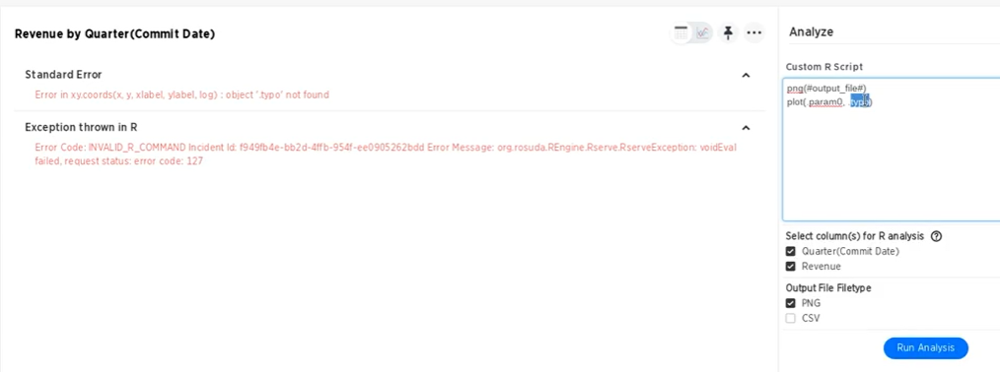 Revenue by Quarter(Commit Date)
Standard Error
Error in xy.coords(x, y, xlabel, ylabel, log) : object '.typo' not found
Exception thrown in R
Error Code: INVALID_R_COMMAND Incident Id: f949fb4e-bb2d-4ffb-954f-ee0905262bdd Error Message: org.rosuda.REngine.Rserve.RserveException: voidEval
failed, request status: error code: 127
Analyze
Custom R Script
png(#output_file#)
plot(.param0, .typo)
Select column(s) for R analysis ?
Quarter(Commit Date)
Revenue
Output File Filetype
PNG
CSV
Run Analysis